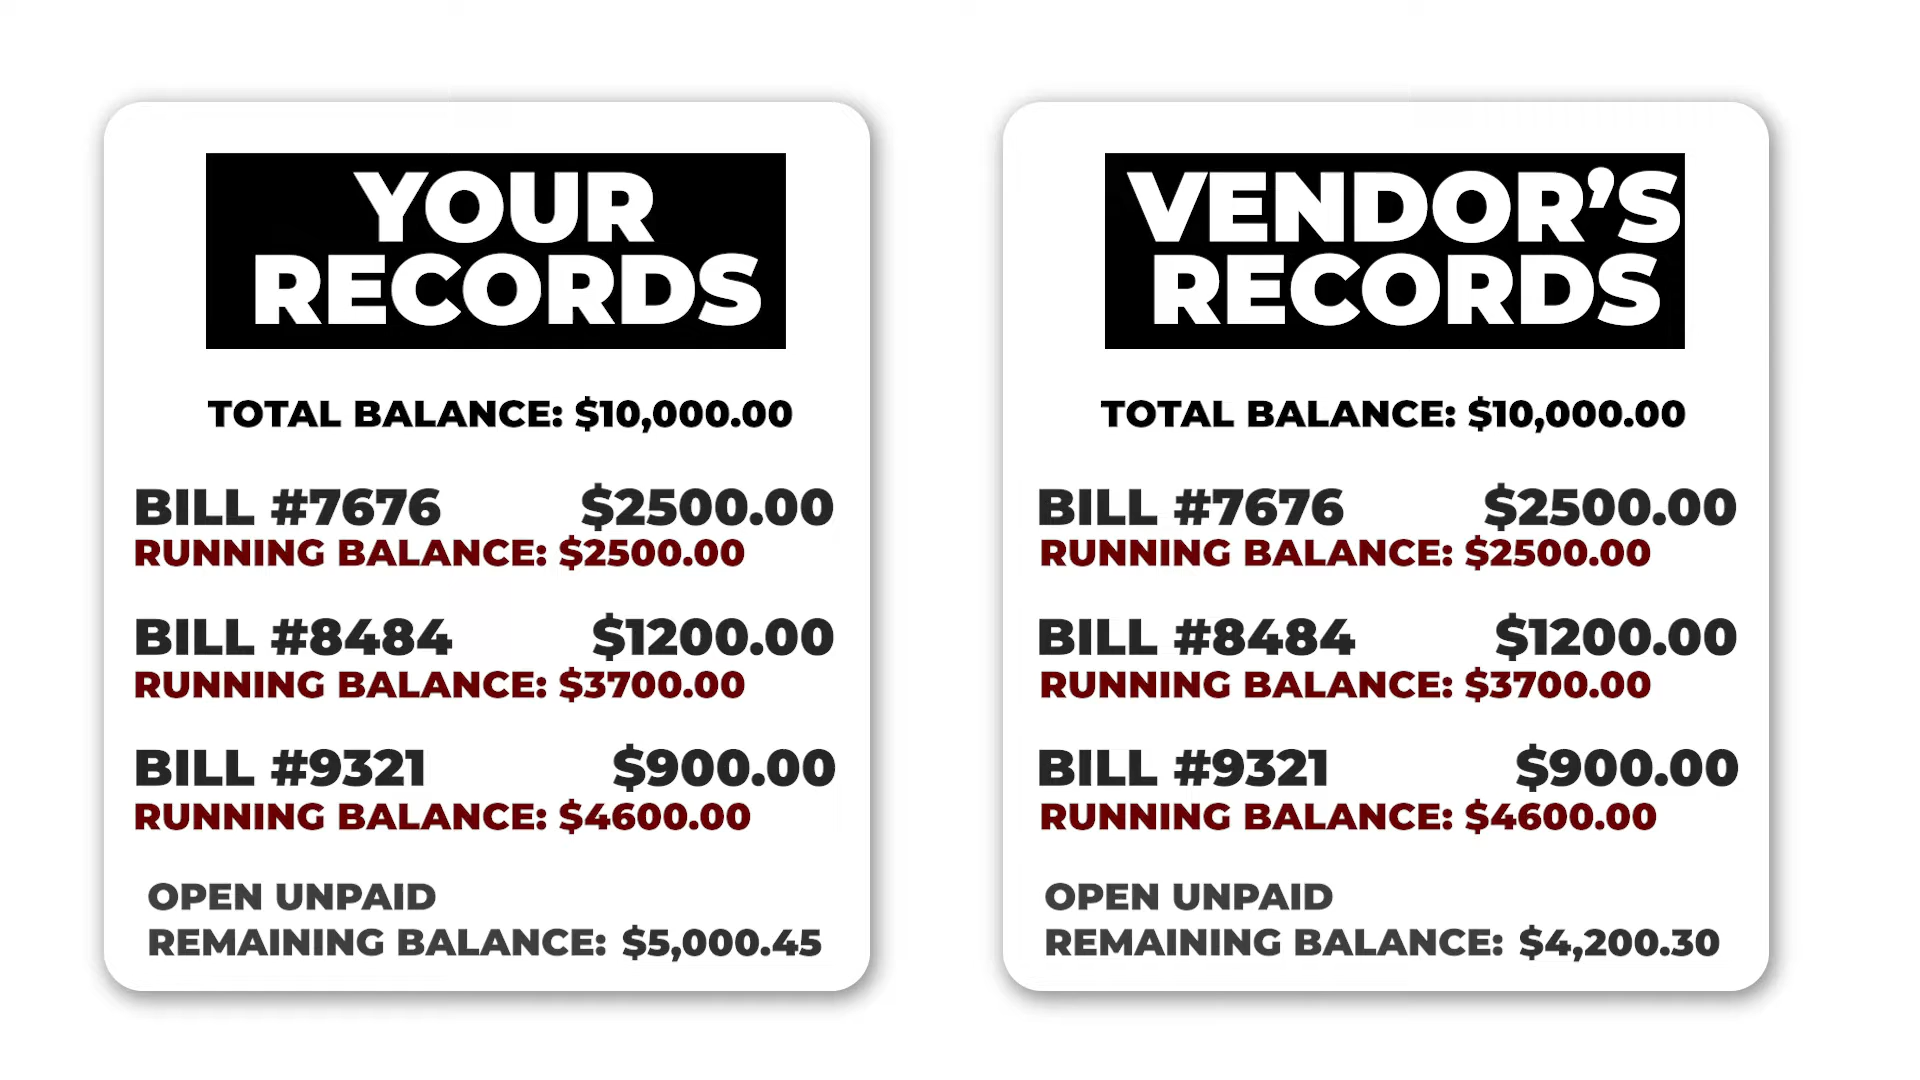 YOUR
RECORDS
TOTAL BALANCE: $10,000.00
BILL #7676 $2500.00
RUNNING BALANCE: $2500.00
BILL #8484 $1200.00
RUNNING BALANCE: $3700.00
BILL #9321 $900.00
RUNNING BALANCE: $4600.00
OPEN UNPAID
REMAINING BALANCE: $5,000.45
VENDOR’S
RECORDS
TOTAL BALANCE: $10,000.00
BILL #7676 $2500.00
RUNNING BALANCE: $2500.00
BILL #8484 $1200.00
RUNNING BALANCE: $3700.00
BILL #9321 $900.00
RUNNING BALANCE: $4600.00
OPEN UNPAID
REMAINING BALANCE: $4,200.30